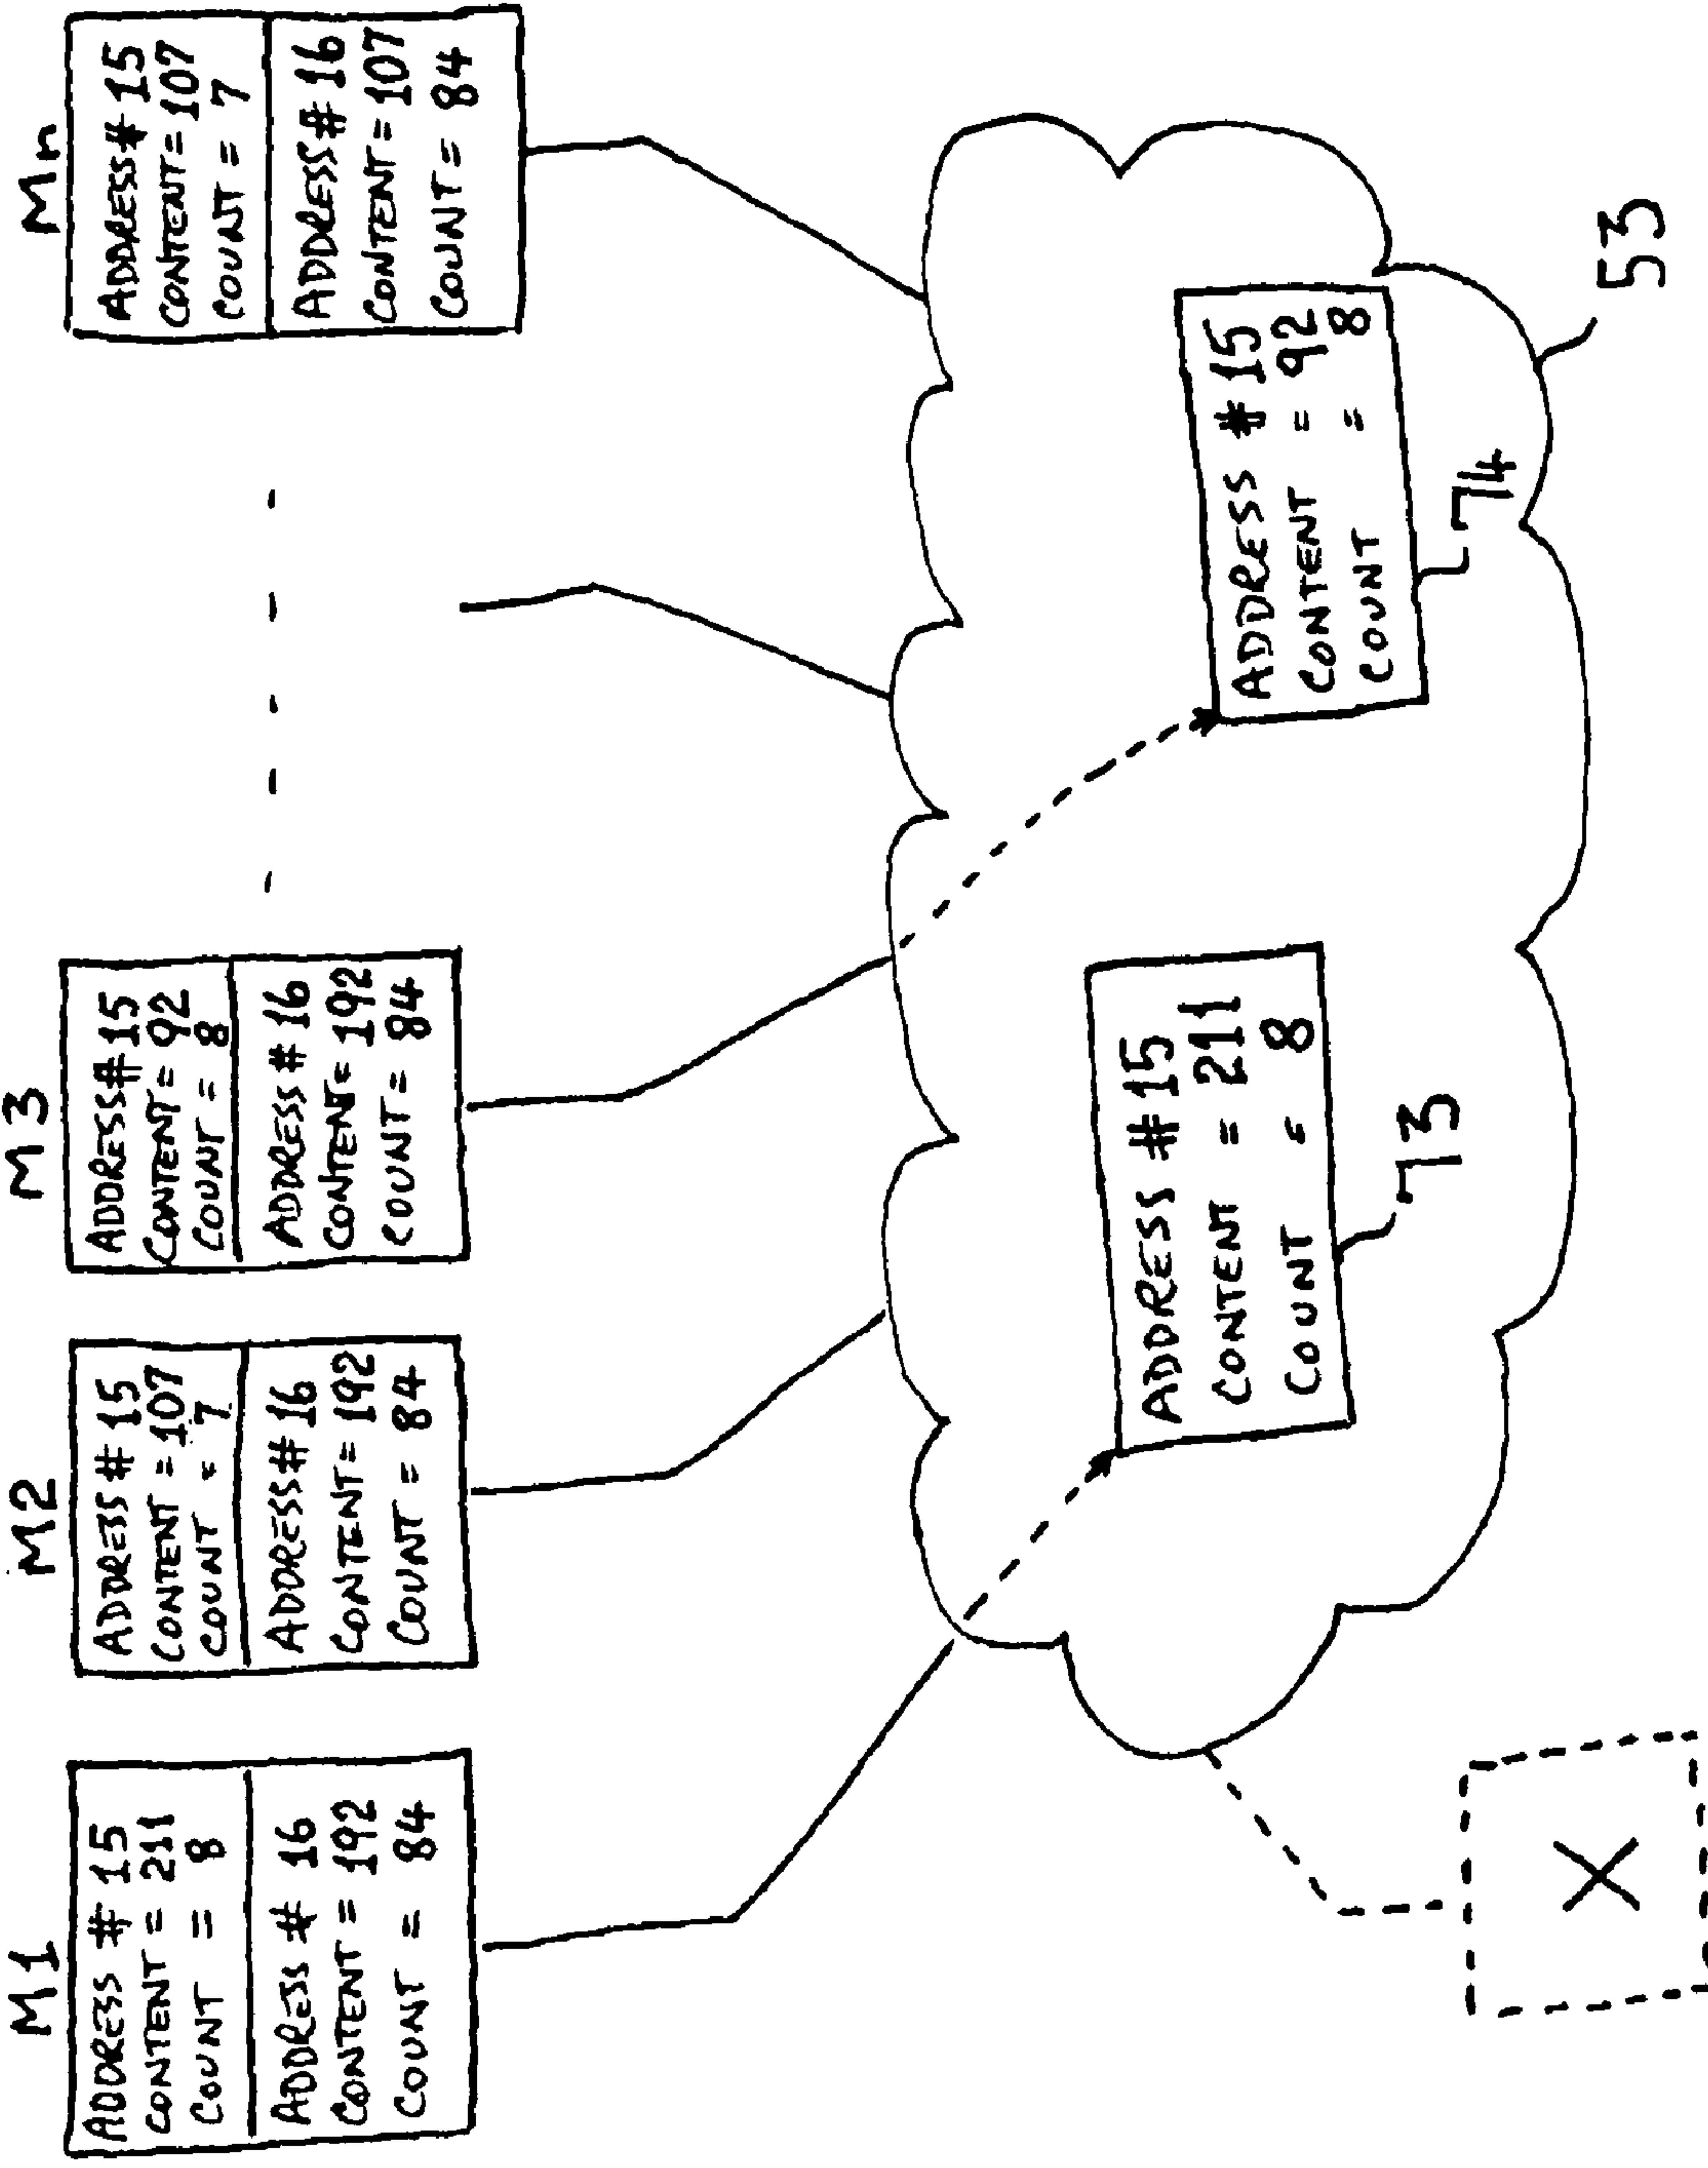 M1
ADDRESS # 15
CONTENT = 211
COUNT = 8
ADDRESS # 16
CONTENT = 192
COUNT = 84
M2
ADDRESS # 15
CONTENT = 107
COUNT = 7
ADDRESS # 16
CONTENT = 192
COUNT = 84
M3
ADDRESS # 15
CONTENT = 92
COUNT = 8
ADDRESS # 16
CONTENT = 192
COUNT = 84
Mn
ADDRESS # 15
CONTENT = 107
COUNT = 7
ADDRESS # 16
CONTENT = 107
COUNT = 84
ADDRESS #15
CONTENT = 211
COUNT = 8
73
ADDRESS #15
CONTENT = 92
COUNT = 8
74
53
X